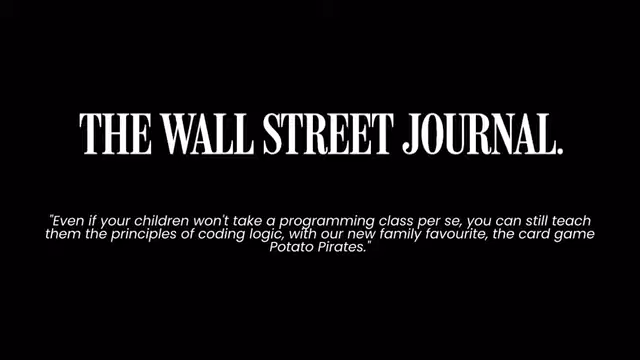 THE WALL STREET JOURNAL.
"Even if your children won't take a programming class per se, you can still teach
them the principles of coding logic, with our new family favourite, the card game
Potato Pirates."